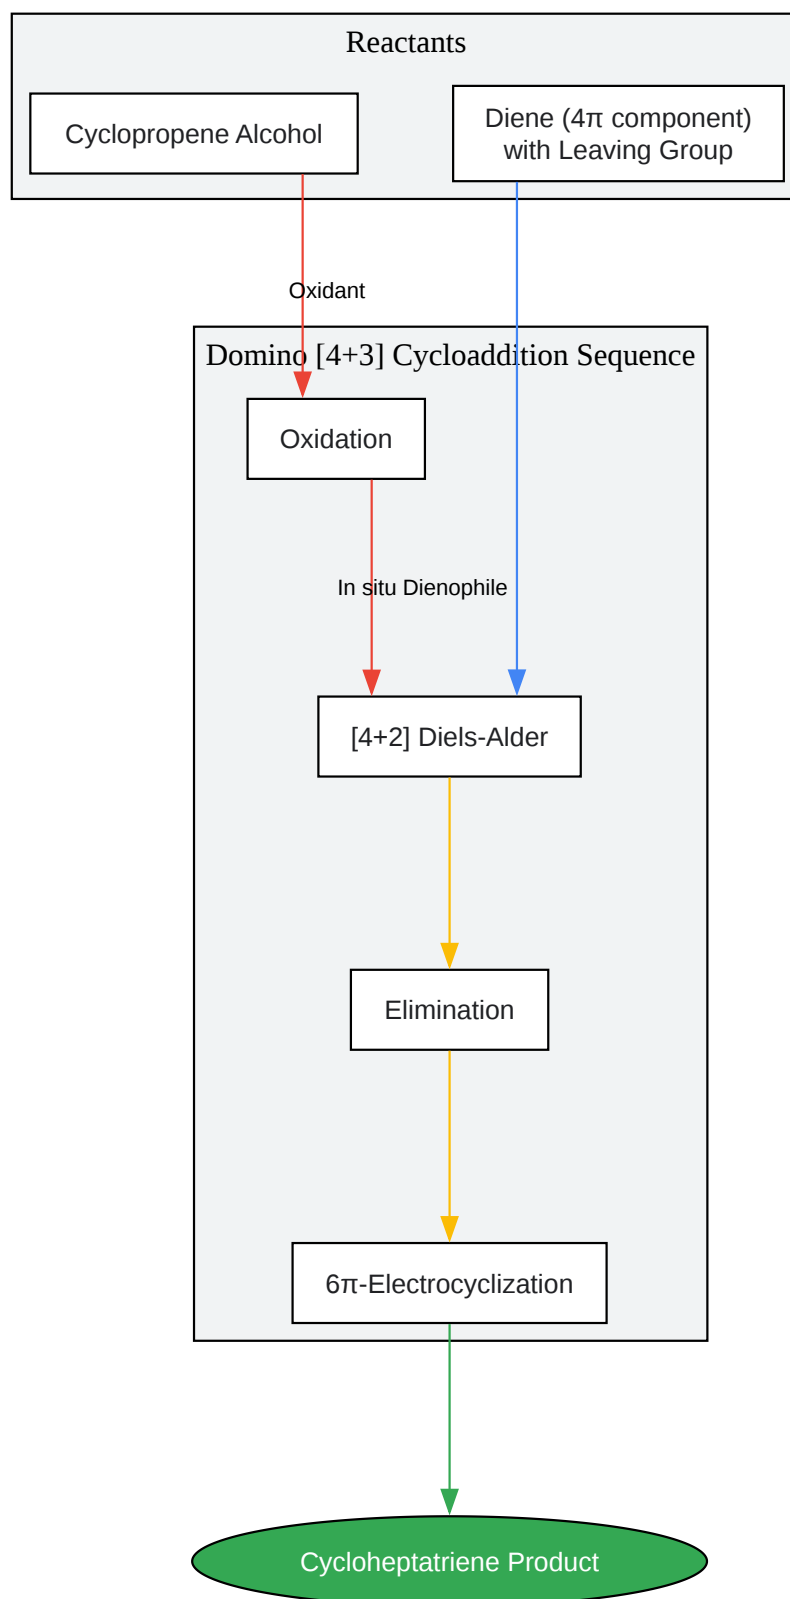 Reactants
Cyclopropene Alcohol
Diene (4π component)
with Leaving Group
Oxidant
Domino [4+3] Cycloaddition Sequence
Oxidation
In situ Dienophile
[4+2] Diels-Alder
Elimination
6π-Electrocyclization
Cycloheptatriene Product